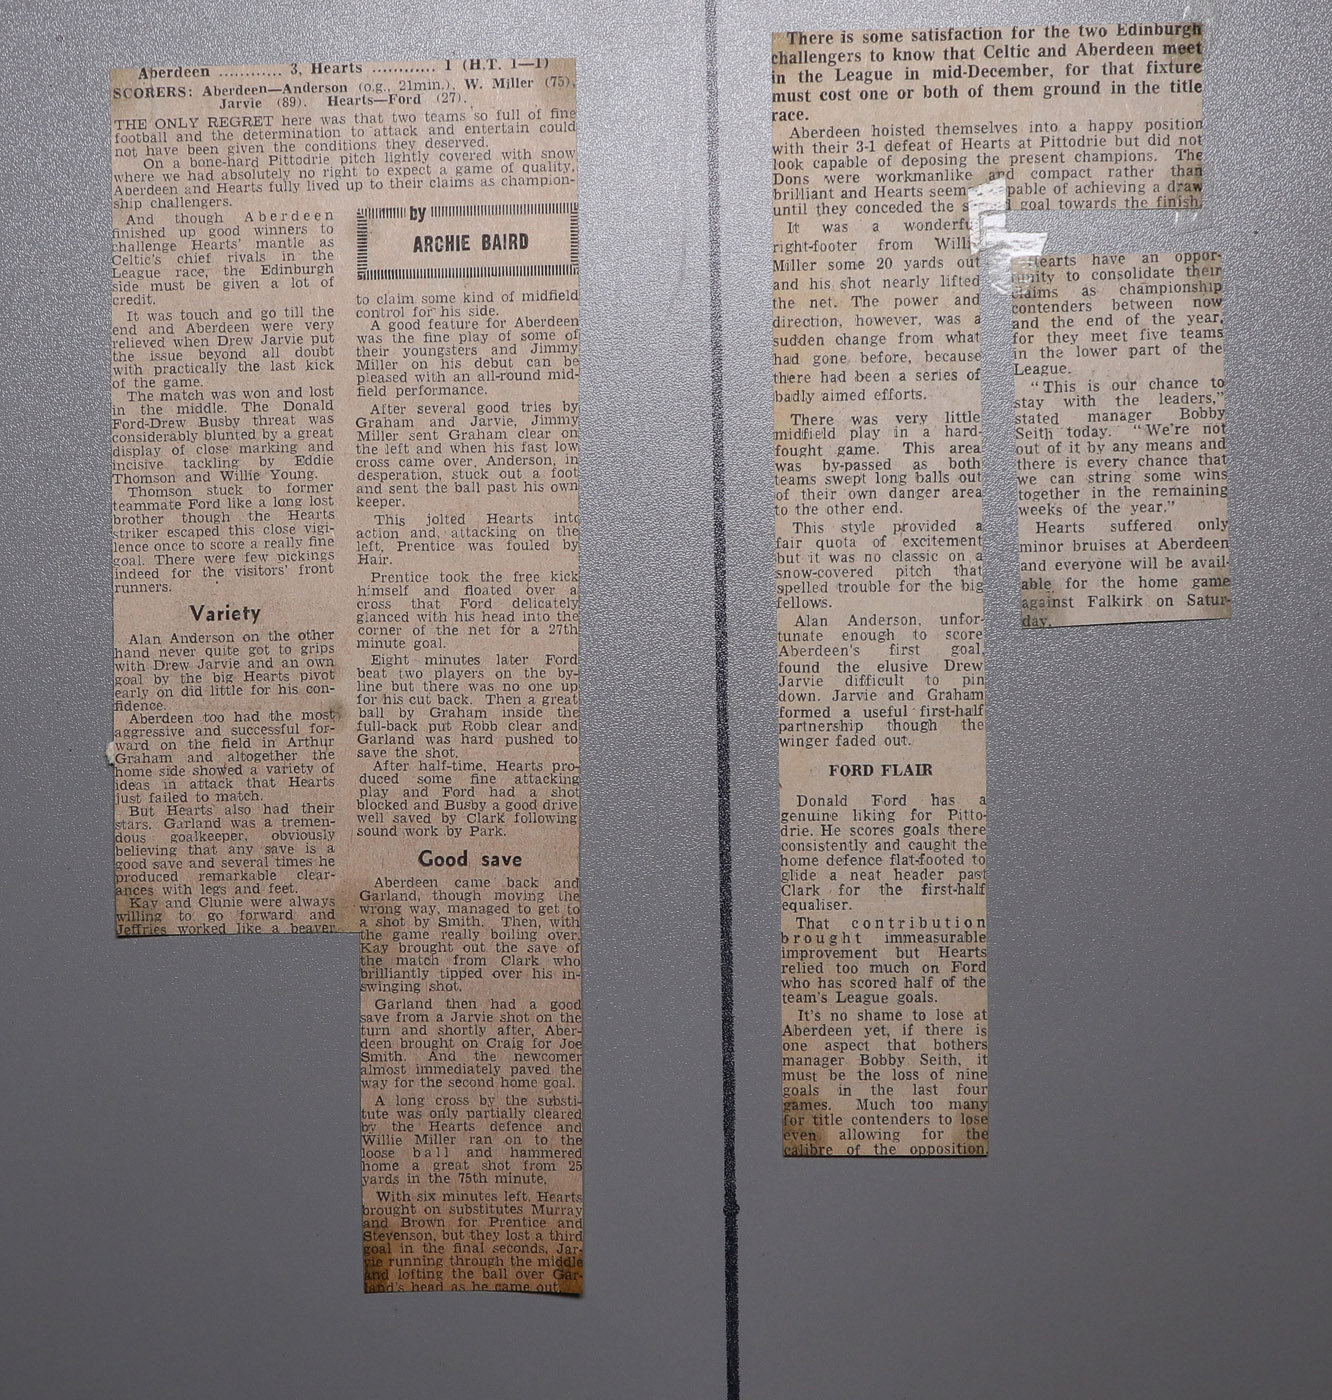 Aberdeen ............ 3, Hearts ........... 1 (H.T. 1—1)
SCORERS: Aberdeen—Anderson (o.g., 21min.), W. Miller (75),
Jarvie (89). Hearts—Ford (27).
THE ONLY REGRET here was that two teams so full of fine
football and the determination to attack and entertain could
not have been given the conditions they deserved.
On a bone-hard Pittodrie pitch lightly covered with snow
where we had absolutely no right to expect a game of quality,
Aberdeen and Hearts fully lived up to their claims as champion-
ship challengers.
And though Aberdeen
finished up good winners to
challenge Hearts' mantle as
Celtic's chief rivals in the
League race, the Edinburgh
side must be given a lot of
credit.
It was touch and go till the
end and Aberdeen were very
relieved when Drew Jarvie put
the issue beyond all doubt
with practically the last kick
of the game.
The match was won and lost
in the middle. The Donald
Ford-Drew Busby threat was
considerably blunted by a great
display of close marking and
incisive tackling by Eddie
Thomson and Willie Young.
Thomson stuck to former
teammate Ford like a long lost
brother though the Hearts
striker escaped this close vigi-
lence once to score a really fine
goal. There were few pickings
indeed for the visitors' front
runners.
Variety
Alan Anderson on the other
hand never quite got to grips
with Drew Jarvie and an own
goal by the big Hearts pivot
early on did little for his con-
fidence.
Aberdeen too had the most
aggressive and successful for-
ward on the field in Arthur
Graham and altogether the
home side showed a variety of
ideas in attack that Hearts
just failed to match.
But Hearts also had their
stars. Garland was a tremen-
dous goalkeeper, obviously
believing that any save is a
good save and several times he
produced remarkable clear-
ances with legs and feet.
Kay and Clunie were always
willing to go forward and
Jeffries worked like a beaver
by
ARCHIE BAIRD
to claim some kind of midfield
control for his side.
A good feature for Aberdeen
was the fine play of some of
their youngsters and Jimmy
Miller on his debut can be
pleased with an all-round mid-
field performance.
After several good tries by
Graham and Jarvie, Jimmy
Miller sent Graham clear on
the left and when his fast low
cross came over, Anderson, in
desperation, stuck out a foot
and sent the ball past his own
keeper.
This jolted Hearts into
action and, attacking on the
left, Prentice was fouled by
Hair.
Prentice took the free kick
himself and floated over a
cross that Ford delicately
glanced with his head into the
corner of the net for a 27th
minute goal.
Eight minutes later Ford
beat two players on the by-
line but there was no one up
for his cut back. Then a great
ball by Graham inside the
full-back put Robb clear and
Garland was hard pushed to
save the shot.
After half-time, Hearts pro-
duced some fine attacking
play and Ford had a shot
blocked and Busby a good drive
well saved by Clark following
sound work by Park.
Good save
Aberdeen came back and
Garland, though moving the
wrong way, managed to get to
a shot by Smith. Then, with
the game really boiling over,
Kay brought out the save of
the match from Clark who
brilliantly tipped over his in-
swinging shot.
Garland then had a good
save from a Jarvie shot on the
turn and shortly after, Aber-
deen brought on Craig for Joe
Smith. And the newcomer
almost immediately paved the
way for the second home goal.
A long cross by the substi-
tute was only partially cleared
by the Hearts defence and
Willie Miller ran on to the
loose ball and hammered
home a great shot from 25
yards in the 75th minute.
With six minutes left, Hearts
brought on substitutes Murray
and Brown for Prentice and
Stevenson, but they lost a third
goal in the final seconds, Jar-
vie running through the middle
and lofting the ball over Gar-
land's head as he came out.
There is some satisfaction for the two Edinburgh
challengers to know that Celtic and Aberdeen meet
in the League in mid-December, for that fixture
must cost one or both of them ground in the title
race.
Aberdeen hoisted themselves into a happy position
with their 3-1 defeat of Hearts at Pittodrie but did not
look capable of deposing the present champions. The
Dons were workmanlike and compact rather than
brilliant and Hearts seem pable of achieving a draw
until they conceded the s goal towards the finish.
It was a wonderfu
right-footer from Willi
Miller some 20 yards out
and his shot nearly lifted
the net. The power and
direction, however, was a
sudden change from what
had gone before, because
there had been a series of
badly aimed efforts.
There was very little
midfield play in a hard-
fought game. This area
was by-passed as both
teams swept long balls out
of their own danger area
to the other end.
This style provided a
fair quota of excitement
but it was no classic on a
snow-covered pitch that
spelled trouble for the big
fellows.
Alan Anderson, unfor-
tunate enough to score
Aberdeen's first goal,
found the elusive Drew
Jarvie difficult to pin
down. Jarvie and Graham
formed a useful first-half
partnership though the
winger faded out.
FORD FLAIR
Donald Ford has a
genuine liking for Pitto-
drie. He scores goals there
consistently and caught the
home defence flat-footed to
glide a neat header past
Clark for the first-half
equaliser.
That contribution
brought immeasurable
improvement but Hearts
relied too much on Ford
who has scored half of the
team's League goals.
It's no shame to lose at
Aberdeen yet, if there is
one aspect that bothers
manager Bobby Seith, it
must be the loss of nine
goals in the last four
games. Much too many
for title contenders to lose
even allowing for the
calibre of the opposition.
Hearts have an oppor-
unity to consolidate their
claims as championship
contenders between now
and the end of the year,
for they meet five teams
in the lower part of the
League.
"This is our chance to
stay with the leaders,"
stated manager Bobby
Seith today. "We're not
out of it by any means and
there is every chance that
we can string some wins
together in the remaining
weeks of the year."
Hearts suffered only
minor bruises at Aberdeen
and everyone will be avail-
able for the home game
against Falkirk on Satur-
day.